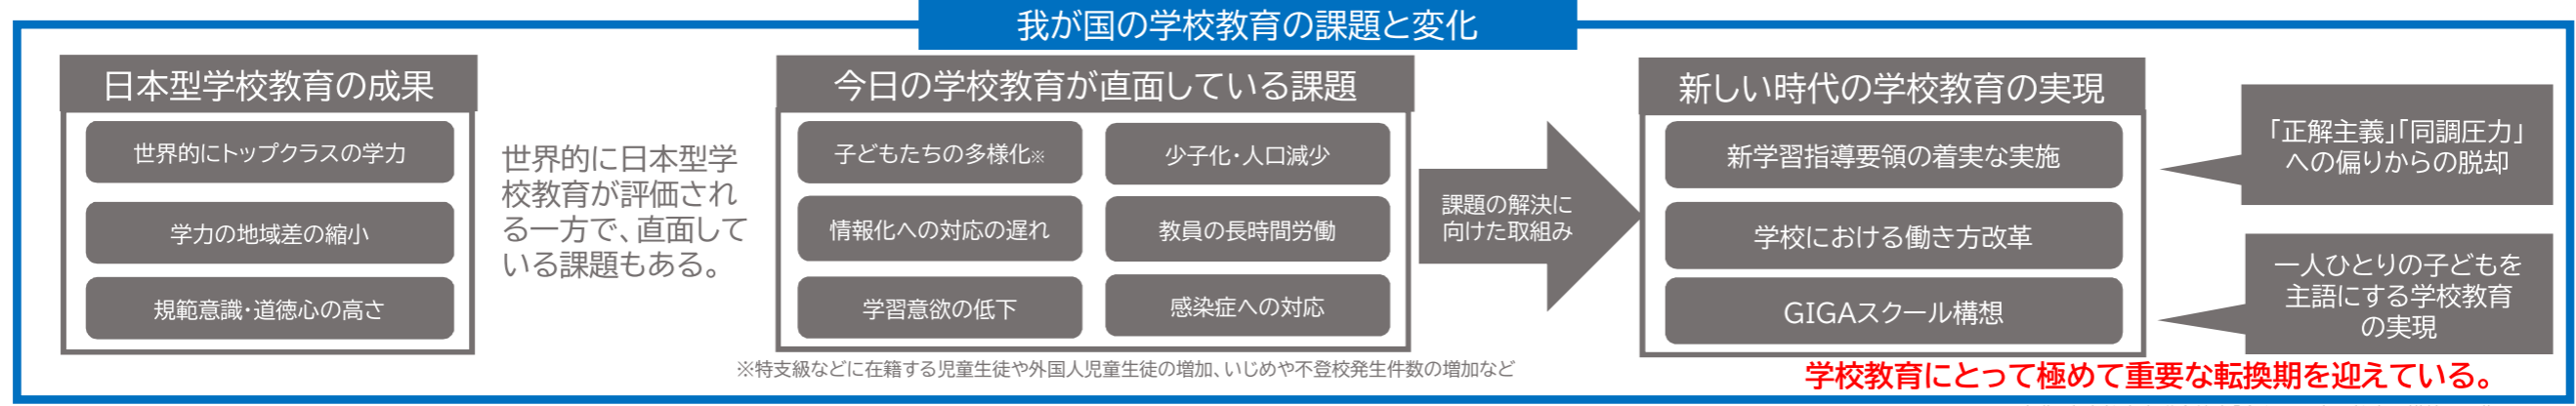 我が国の学校教育の課題と変化
日本型学校教育の成果
世界的にトップクラスの学力
学力の地域差の縮小
規範意識・道徳心の高さ
世界的に日本型学
校教育が評価され
る一方で、直面して
いる課題もある。
今日の学校教育が直面している課題
子どもたちの多様化※
少子化・人口減少
情報化への対応の遅れ
教員の長時間労働
学習意欲の低下
感染症への対応
※特支級などに在籍する児童生徒や外国人児童生徒の増加、いじめや不登校発生件数の増加など
課題の解決に
向けた取組み
新しい時代の学校教育の実現
新学習指導要領の着実な実施
学校における働き方改革
GIGAスクール構想
「正解主義」「同調圧力」
への偏りからの脱却
一人ひとりの子どもを
主語にする学校教育
の実現
学校教育にとって極めて重要な転換期を迎えている。